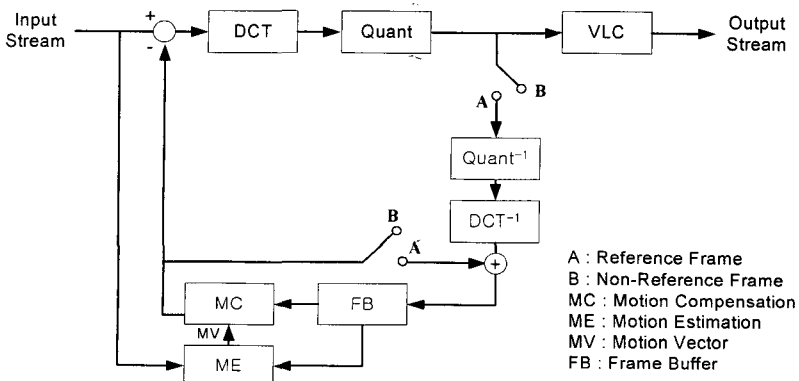 Input
Stream
+
-
DCT
Quant
VLC
Output
Stream
A
B
Quant⁻¹
DCT⁻¹
B
A
+
MC
FB
MV
ME
A : Reference Frame
B : Non-Reference Frame
MC : Motion Compensation
ME : Motion Estimation
MV : Motion Vector
FB : Frame Buffer